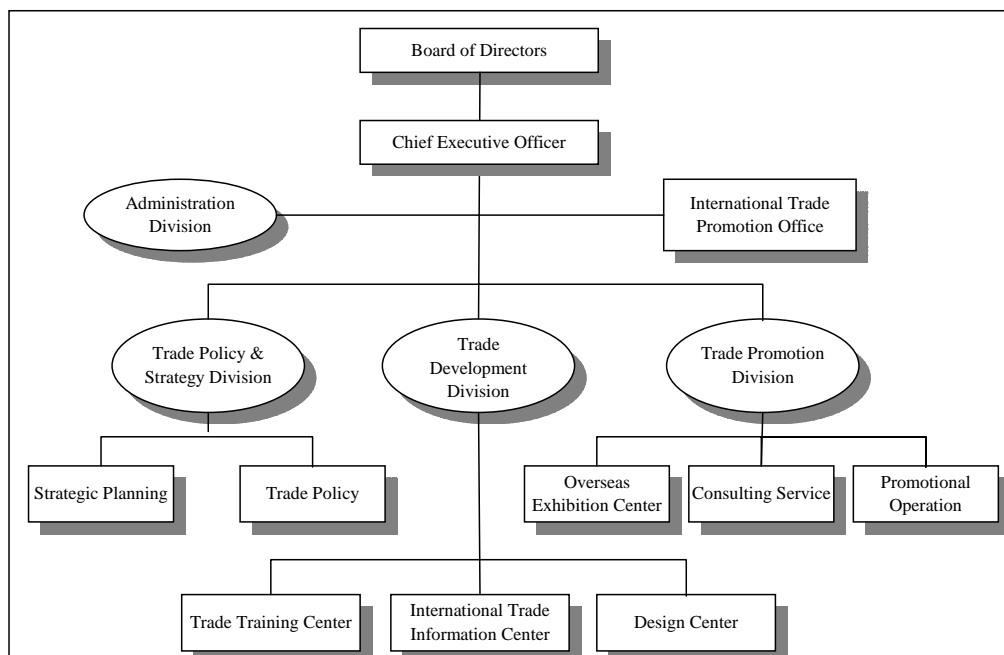 Board of Directors
Chief Executive Officer
Administration
Division
International Trade
Promotion Office
Trade Policy &
Strategy Division
Trade
Development
Division
Trade Promotion
Division
Strategic Planning
Trade Policy
Overseas
Exhibition Center
Consulting Service
Promotional
Operation
Trade Training Center
International Trade
Information Center
Design Center